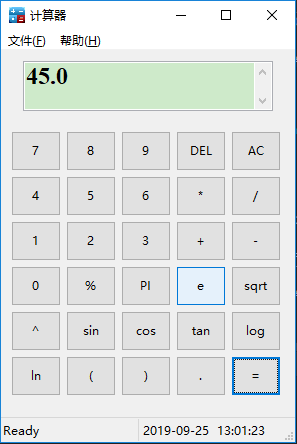 计算器
文件(F) 帮助(H)
45.0
7 8 9 DEL AC
4 5 6 * /
1 2 3 + -
0 % PI e sqrt
^ sin cos tan log
ln ( ) . =
Ready 2019-09-25 13:01:23